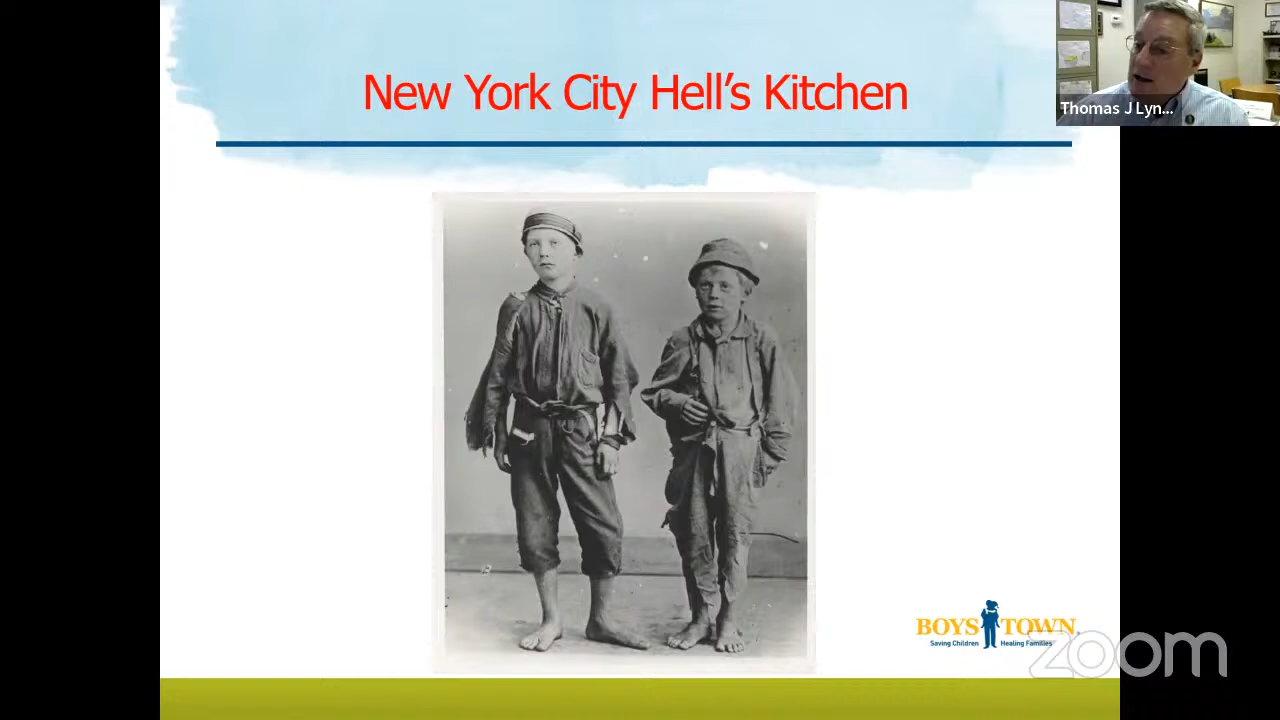 New York City Hell's Kitchen
Thomas J Lyn...
BOYS TOWN
Saving Children Healing Families
zoom